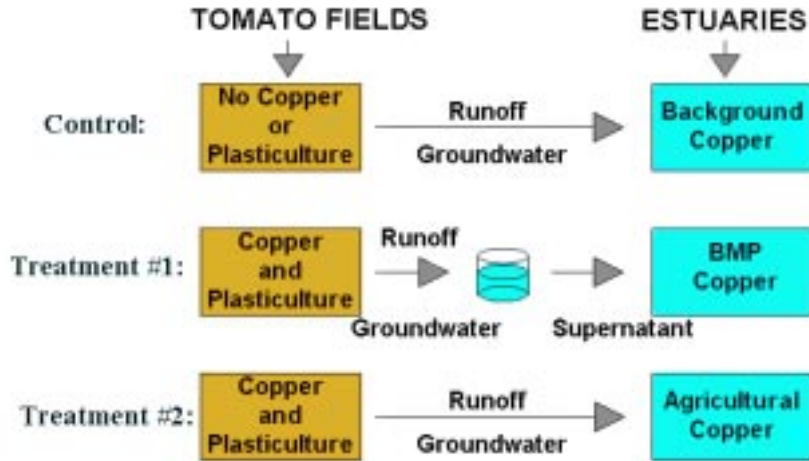 TOMATO FIELDS
ESTUARIES
Control:
No Copper
or
Plasticulture
Runoff
Groundwater
Background
Copper
Treatment #1:
Copper
and
Plasticulture
Runoff
Groundwater
Supernatant
BMP
Copper
Treatment #2:
Copper
and
Plasticulture
Runoff
Groundwater
Agricultural
Copper